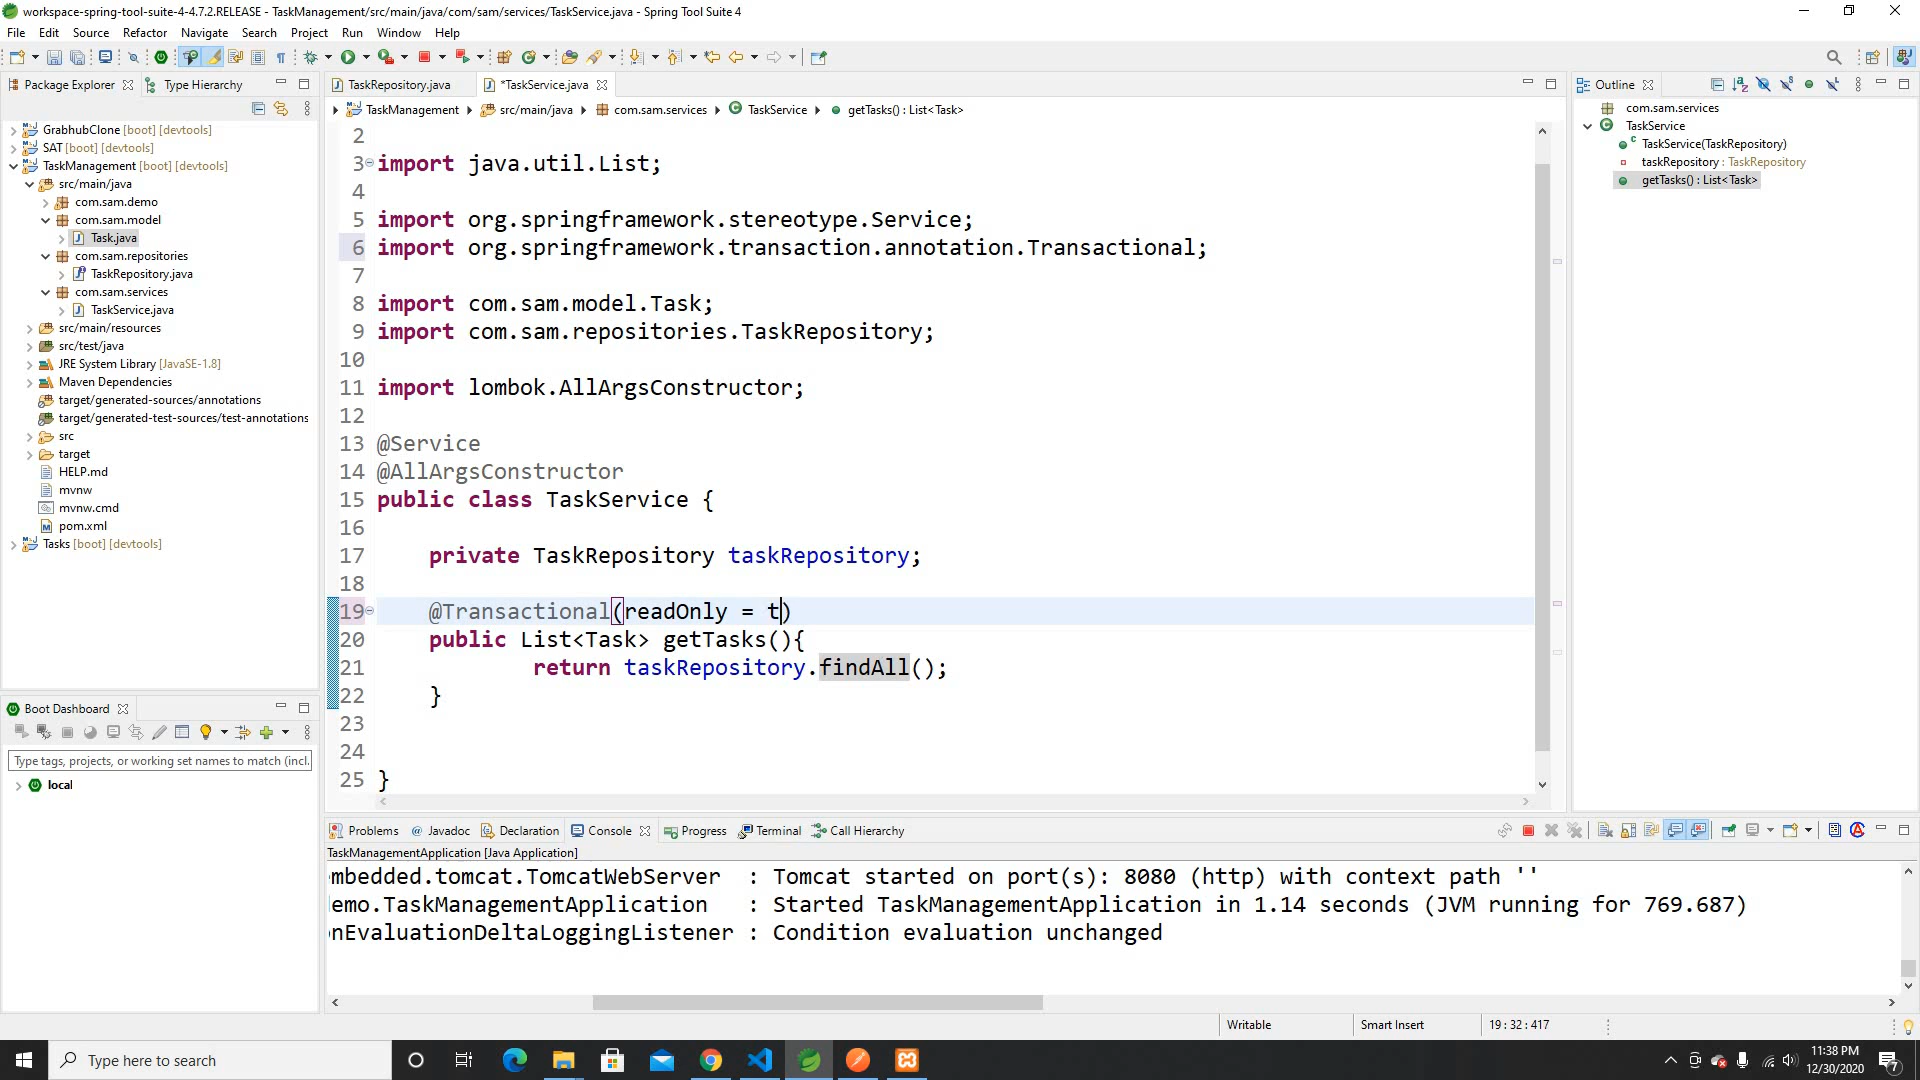 workspace-spring-tool-suite-4-4.7.2.RELEASE - TaskManagement/src/main/java/com/sam/services/TaskService.java - Spring Tool Suite 4
File Edit Source Refactor Navigate Search Project Run Window Help
Package Explorer Type Hierarchy
TaskRepository.java *TaskService.java
Outline
TaskManagement src/main/java com.sam.services TaskService getTasks() : List<Task>
GrabhubClone [boot] [devtools]
SAT [boot] [devtools]
TaskManagement [boot] [devtools]
src/main/java
com.sam.demo
com.sam.model
Task.java
com.sam.repositories
TaskRepository.java
com.sam.services
TaskService.java
src/main/resources
src/test/java
JRE System Library [JavaSE-1.8]
Maven Dependencies
target/generated-sources/annotations
target/generated-test-sources/test-annotations
src
target
HELP.md
mvnw
mvnw.cmd
pom.xml
Tasks [boot] [devtools]
2
3 import java.util.List;
4
5 import org.springframework.stereotype.Service;
6 import org.springframework.transaction.annotation.Transactional;
7
8 import com.sam.model.Task;
9 import com.sam.repositories.TaskRepository;
10
11 import lombok.AllArgsConstructor;
12
13 @Service
14 @AllArgsConstructor
15 public class TaskService {
16
17 private TaskRepository taskRepository;
18
19 @Transactional(readOnly = t)
20 public List<Task> getTasks(){
21 return taskRepository.findAll();
22 }
23
24
25 }
com.sam.services
TaskService
TaskService(TaskRepository)
taskRepository : TaskRepository
getTasks() : List<Task>
Boot Dashboard
Type tags, projects, or working set names to match (incl.
local
Problems Javadoc Declaration Console Progress Terminal Call Hierarchy
TaskManagementApplication [Java Application]
mbedded.tomcat.TomcatWebServer : Tomcat started on port(s): 8080 (http) with context path ''
emo.TaskManagementApplication : Started TaskManagementApplication in 1.14 seconds (JVM running for 769.687)
onEvaluationDeltaLoggingListener : Condition evaluation unchanged
Writable Smart Insert 19 : 32 : 417
Type here to search
11:38 PM
12/30/2020
7